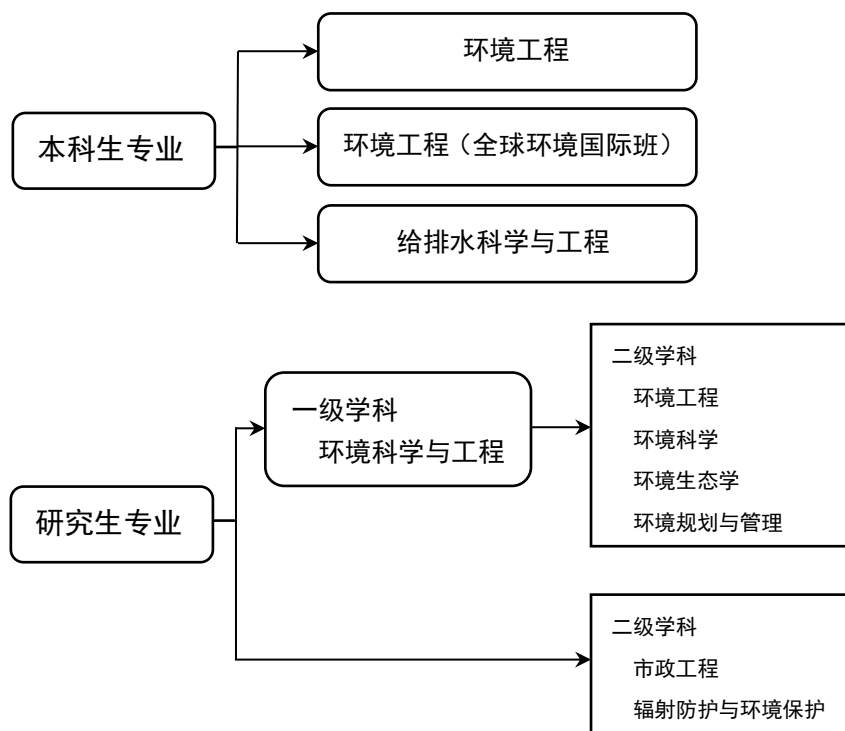 本科生专业
环境工程
环境工程（全球环境国际班）
给排水科学与工程
研究生专业
一级学科
环境科学与工程
二级学科
环境工程
环境科学
环境生态学
环境规划与管理
二级学科
市政工程
辐射防护与环境保护